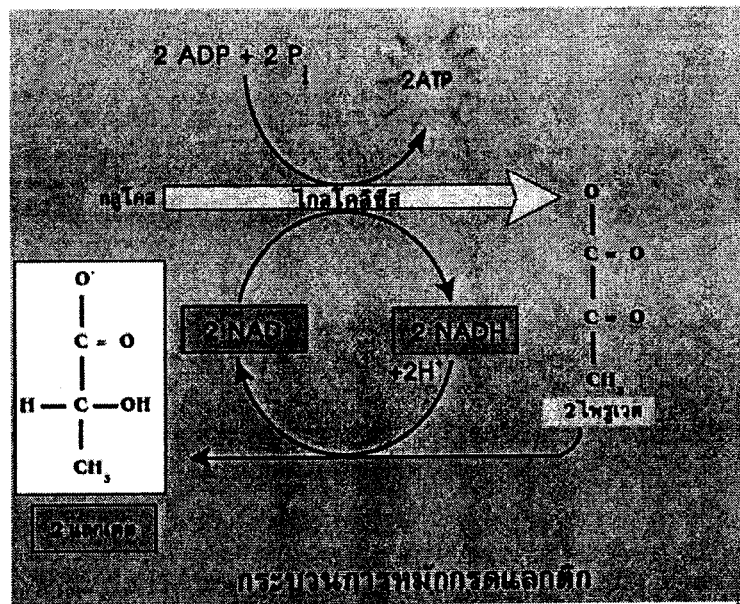 2 ADP + 2 P i
2ATP
กลูโคส
ไกลโคลิซีส
O
C = O
C = O
CH3
2 ไพรูเวต
2 NAD
2 NADH
+2H+
O-
C = O
H — C — OH
CH3
2 แลกเตต
กระบวนการหมักกรดแลกติก